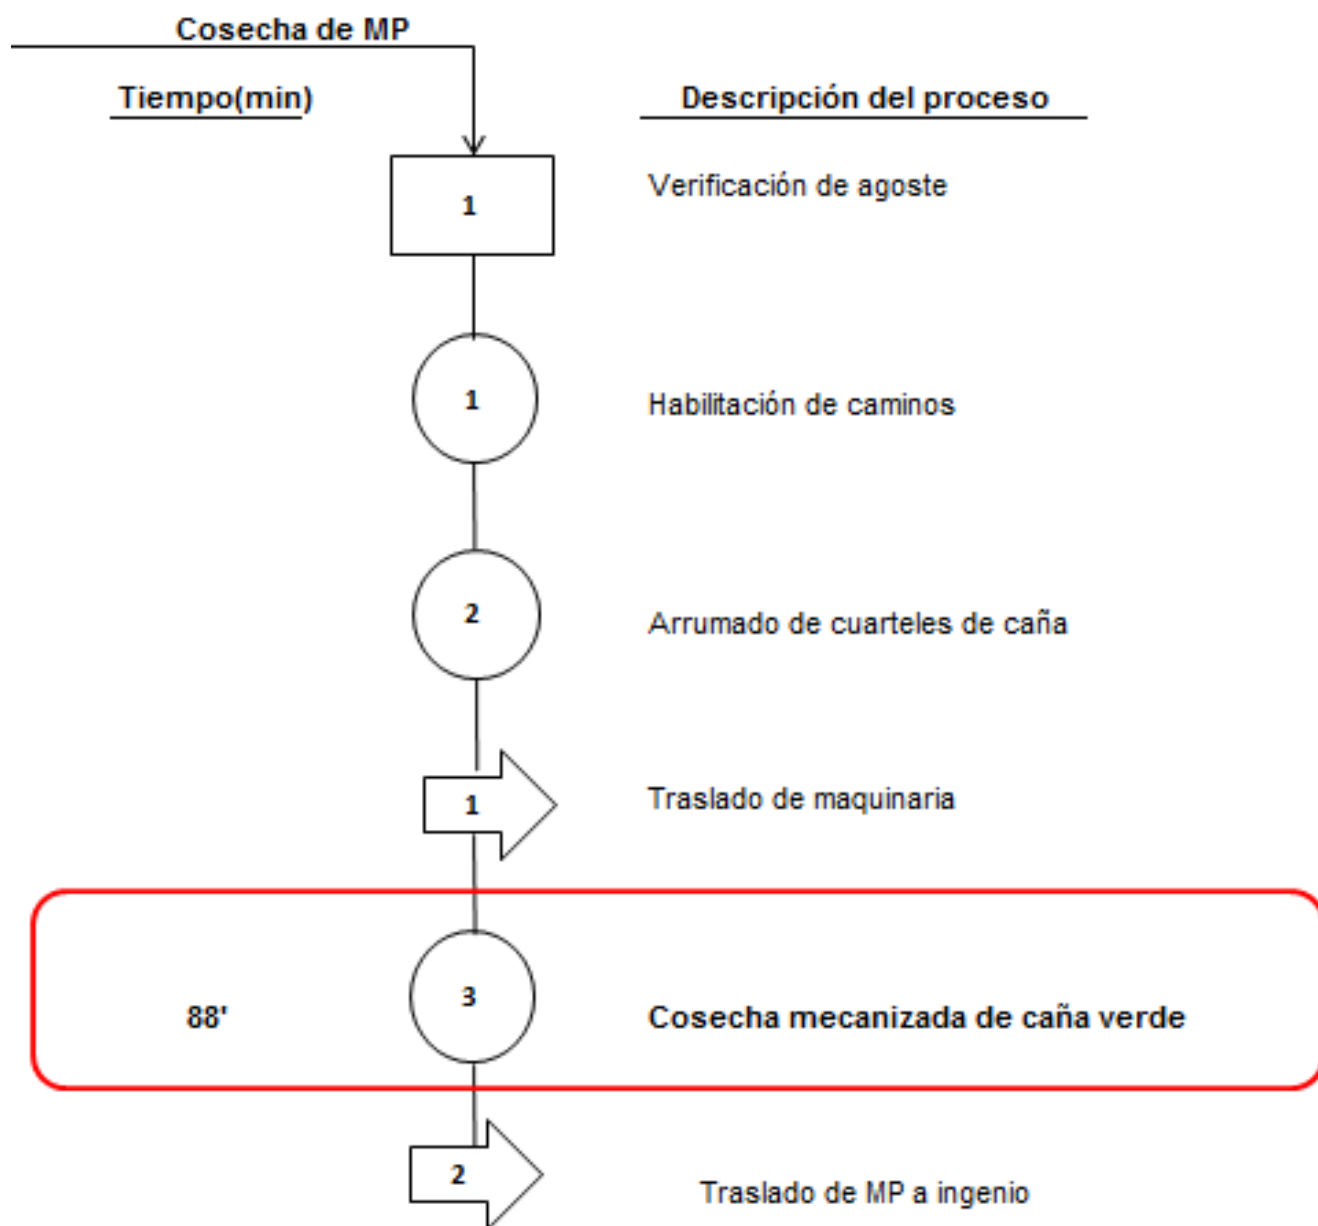 Cosecha de MP
Tiempo(min)
Descripción del proceso
1
Verificación de agoste
1
Habilitación de caminos
2
Arrumado de cuarteles de caña
1
Traslado de maquinaria
88'
3
Cosecha mecanizada de caña verde
2
Traslado de MP a ingenio